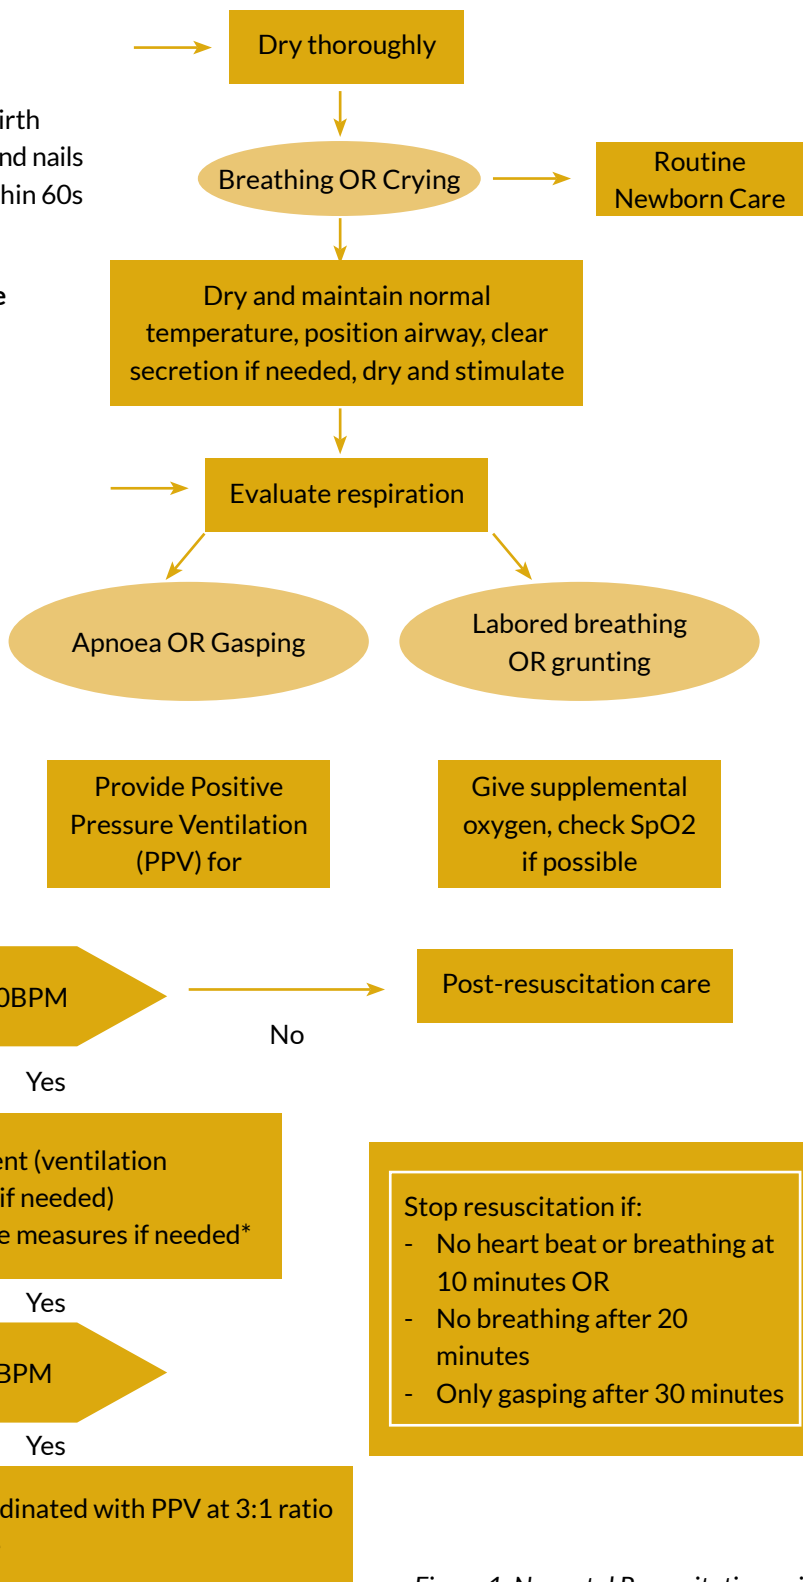 Dry thoroughly
nd nails
hin 60s
Breathing OR Crying
Routine
Newborn Care
Dry and maintain normal
temperature, position airway, clear
secretion if needed, dry and stimulate
Evaluate respiration
Apnoea OR Gasping
Labored breathing
OR grunting
Provide Positive
Pressure Ventilation
(PPV) for
Give supplemental
oxygen, check SpO2
if possible
0BPM
No
Post-resuscitation care
Yes
ent (ventilation
if needed)
e measures if needed*
Yes
BPM
Yes
Stop resuscitation if:
- No heart beat or breathing at
10 minutes OR
- No breathing after 20
minutes
- Only gasping after 30 minutes
dinated with PPV at 3:1 ratio